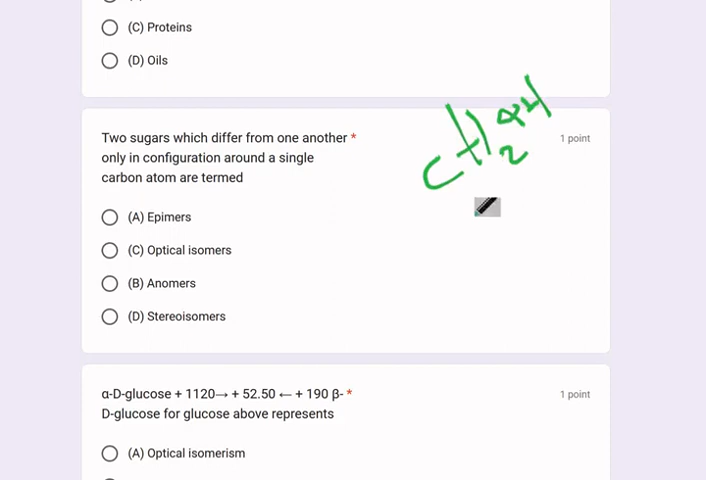 (C) Proteins
(D) Oils
Two sugars which differ from one another *
only in configuration around a single
carbon atom are termed
1 point
(A) Epimers
(C) Optical isomers
(B) Anomers
(D) Stereoisomers
α-D-glucose + 1120→ + 52.50 ← + 190 β- *
D-glucose for glucose above represents
1 point
(A) Optical isomerism